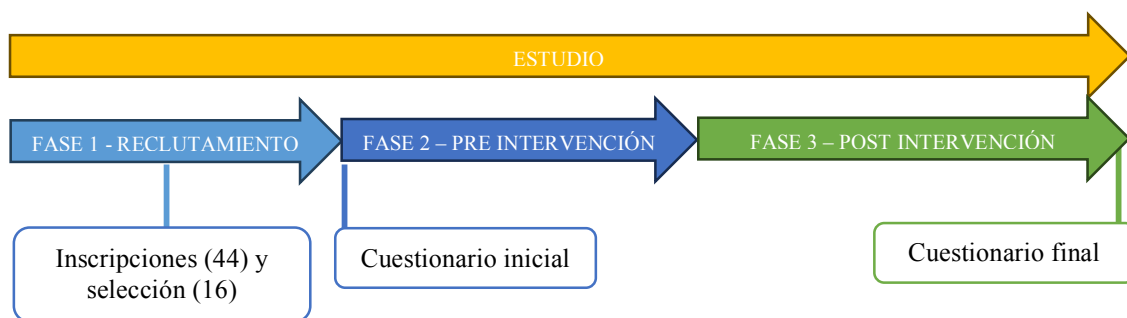 ESTUDIO
FASE 1 - RECLUTAMIENTO
FASE 2 – PRE INTERVENCIÓN
FASE 3 – POST INTERVENCIÓN
Inscripciones (44) y
selección (16)
Cuestionario inicial
Cuestionario final